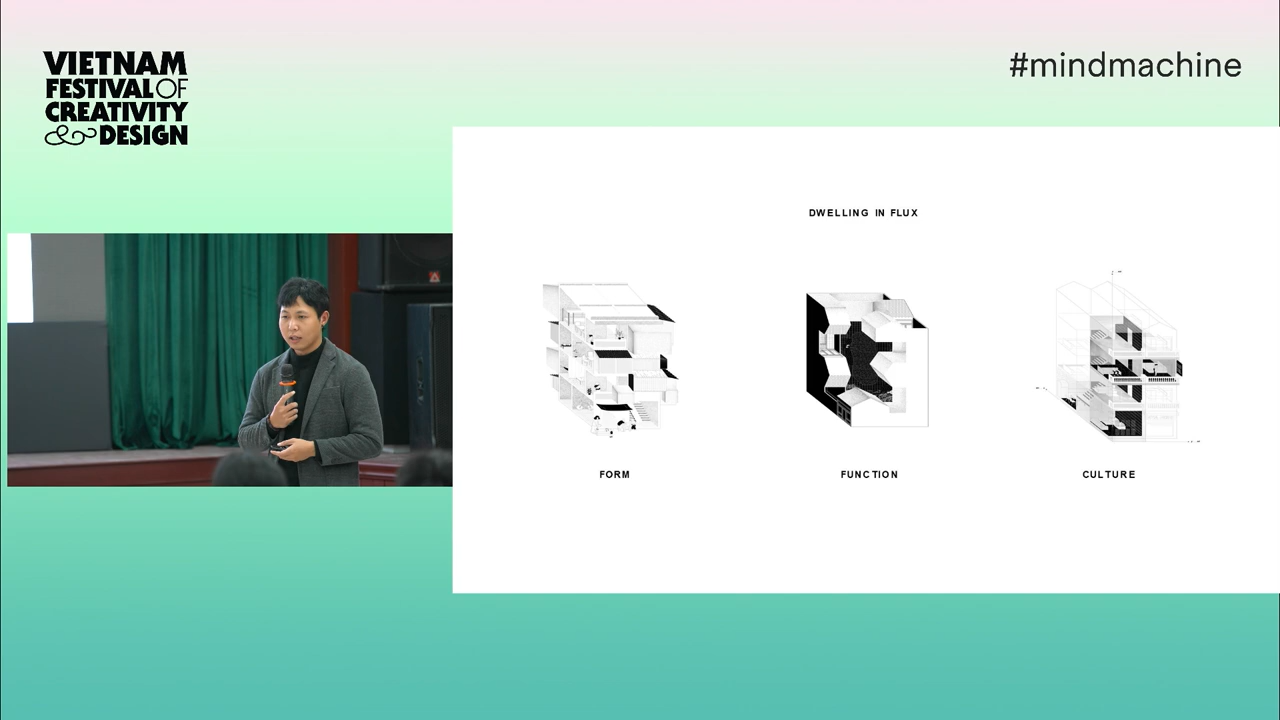 VIETNAM
FESTIVAL OF
CREATIVITY
& DESIGN
#mindmachine
DWELLING IN FLUX
FORM
FUNCTION
CULTURE